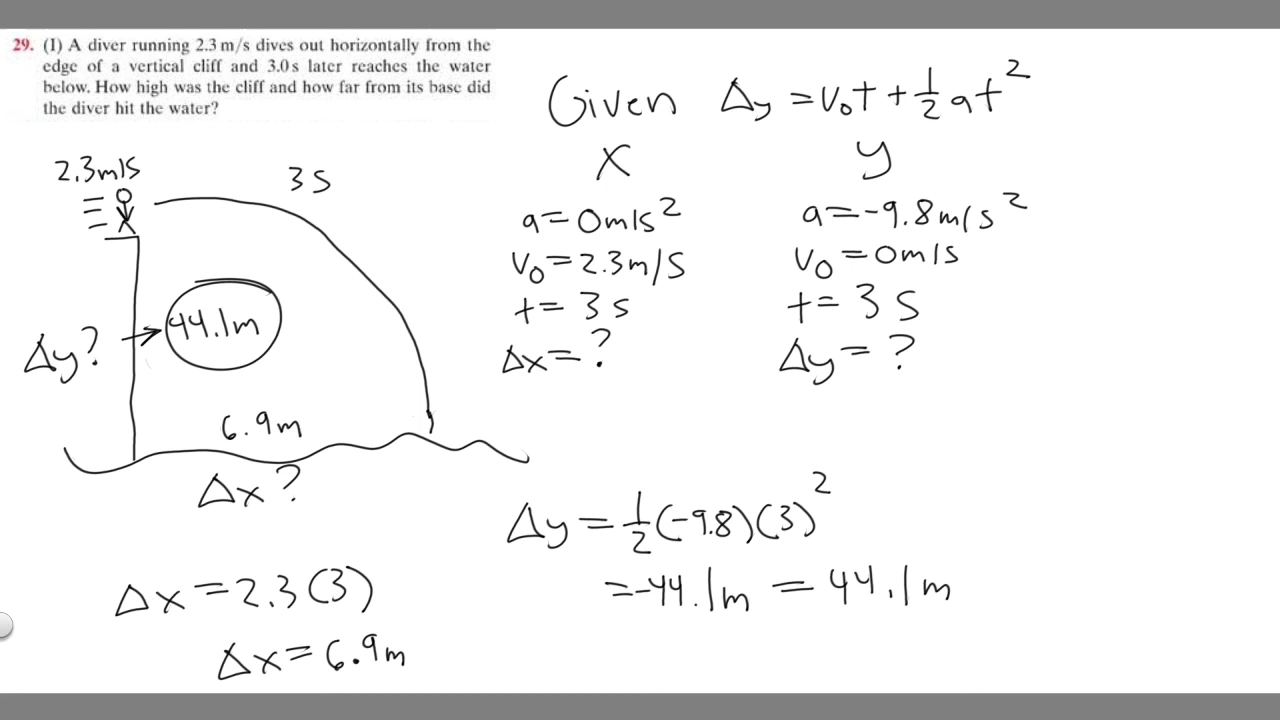 29. (I) A diver running 2.3 m/s dives out horizontally from the
edge of a vertical cliff and 3.0 s later reaches the water
below. How high was the cliff and how far from its base did
the diver hit the water?
2.3m/s
3s
Δy?
44.1m
6.9m
Δx?
Δx=2.3(3)
Δx=6.9m
Given Δy=v₀t+½at²
x
a=0m/s²
v₀=2.3m/s
t=3s
Δx=?
y
a=-9.8m/s²
v₀=0m/s
t=3s
Δy=?
Δy=½(-9.8)(3)²
=-44.1m=44.1m